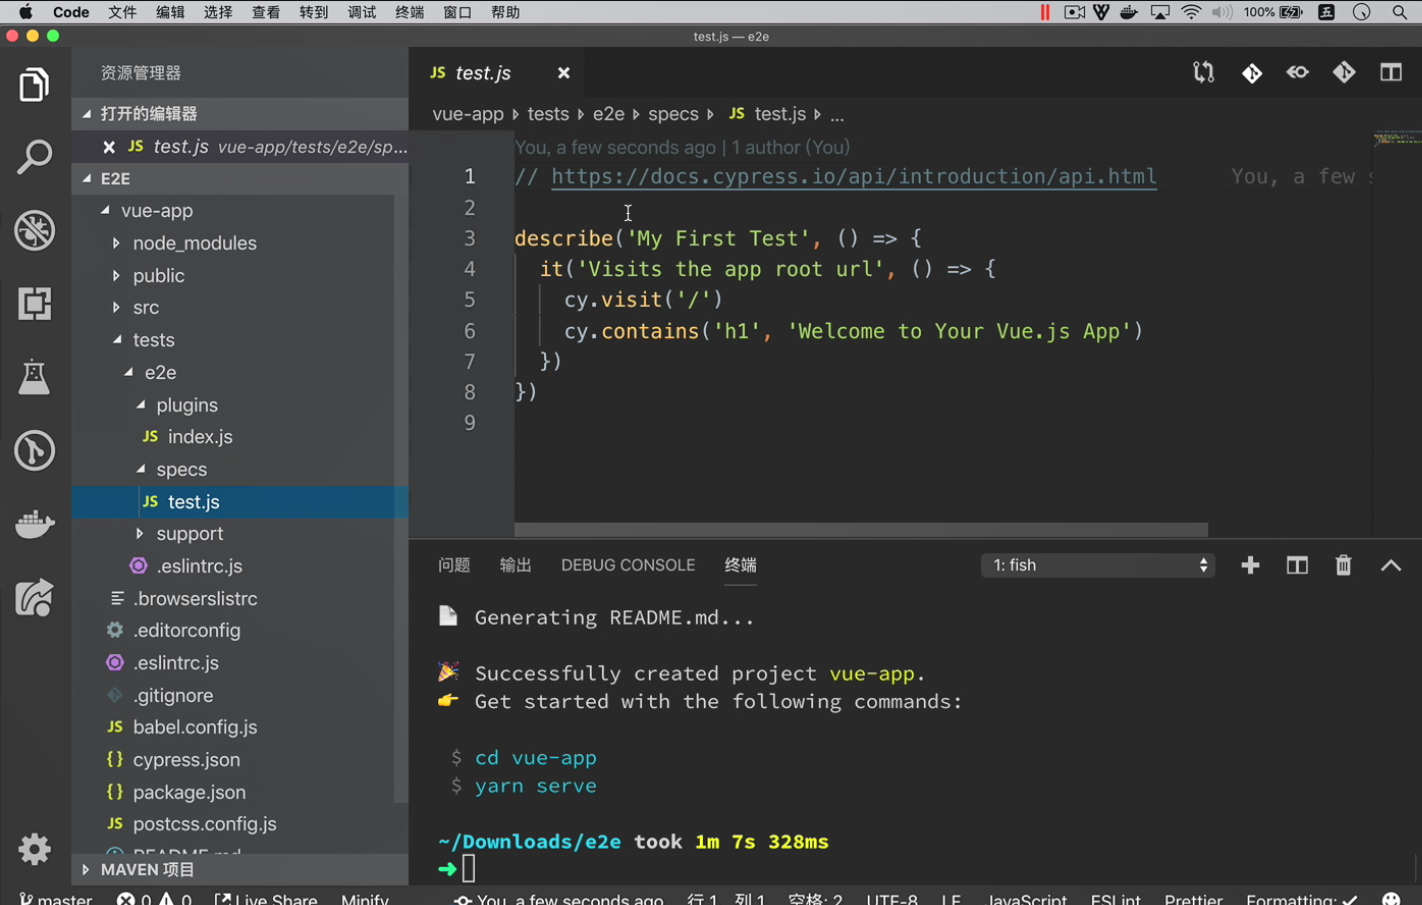 Code 文件 编辑 选择 查看 转到 调试 终端 窗口 帮助 100% 五
test.js — e2e
资源管理器
打开的编辑器
JS test.js vue-app/tests/e2e/sp...
E2E
vue-app
node_modules
public
src
tests
e2e
plugins
JS index.js
specs
JS test.js
support
.eslintrc.js
.browserslistrc
.editorconfig
.eslintrc.js
.gitignore
JS babel.config.js
{} cypress.json
{} package.json
JS postcss.config.js
README.md
MAVEN 项目
JS test.js
vue-app tests e2e specs JS test.js ...
You, a few seconds ago | 1 author (You)
1 // https://docs.cypress.io/api/introduction/api.html You, a few s
2
3 describe('My First Test', () => {
4 it('Visits the app root url', () => {
5 cy.visit('/')
6 cy.contains('h1', 'Welcome to Your Vue.js App')
7 })
8 })
9
问题 输出 DEBUG CONSOLE 终端 1: fish
Generating README.md...
Successfully created project vue-app.
Get started with the following commands:
$ cd vue-app
$ yarn serve
~/Downloads/e2e took 1m 7s 328ms
master 0 0 Live Share Minify You, a few seconds ago 行 1, 列 1 空格: 2 UTF-8 LF JavaScript ESLint Prettier Formatting: ✓